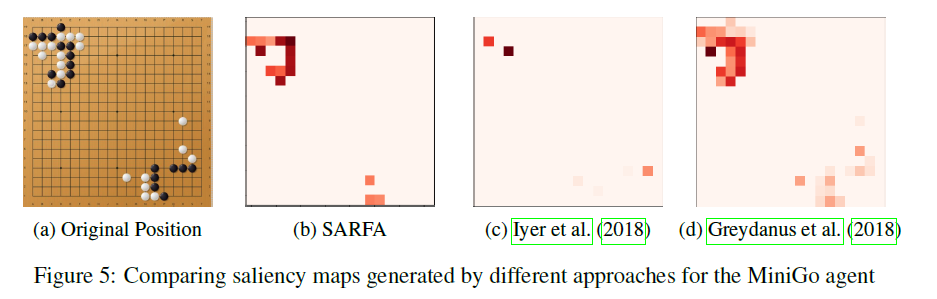 (a) Original Position
(b) SARFA
(c) Iyer et al. (2018)
(d) Greydanus et al. (2018)
Figure 5: Comparing saliency maps generated by different approaches for the MiniGo agent